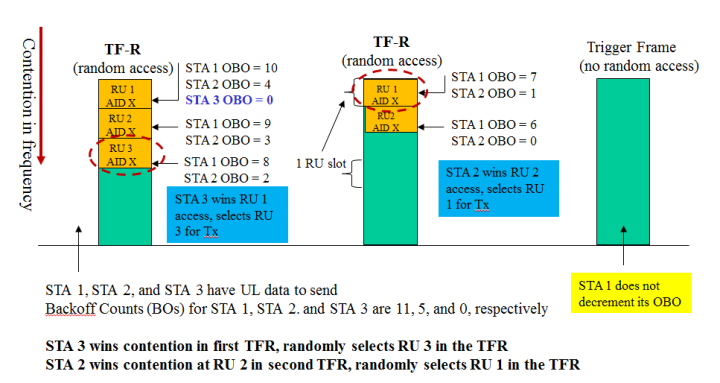 Contention in frequency
TF-R
(random access)
RU 1
AID X
RU 2
AID X
RU 3
AID X
STA 1 OBO = 10
STA 2 OBO = 4
STA 3 OBO = 0
STA 1 OBO = 9
STA 2 OBO = 3
STA 1 OBO = 8
STA 2 OBO = 2
STA 3 wins RU 1
access, selects RU
3 for Tx
TF-R
(random access)
RU 1
AID X
RU2
AID X
1 RU slot
STA 1 OBO = 7
STA 2 OBO = 1
STA 1 OBO = 6
STA 2 OBO = 0
STA 2 wins RU 2
access, selects RU
1 for Tx
Trigger Frame
(no random access)
STA 1 does not
decrement its OBO
STA 1, STA 2, and STA 3 have UL data to send
Backoff Counts (BOs) for STA 1, STA 2. and STA 3 are 11, 5, and 0, respectively
STA 3 wins contention in first TFR, randomly selects RU 3 in the TFR
STA 2 wins contention at RU 2 in second TFR, randomly selects RU 1 in the TFR